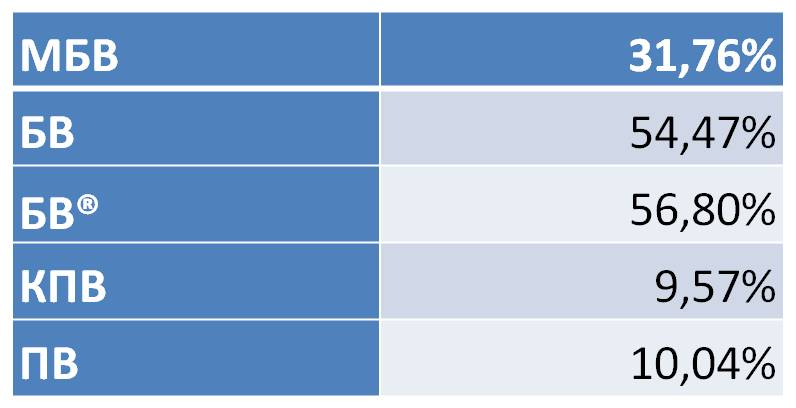 МБВ 31,76%
БВ 54,47%
БВ® 56,80%
КПВ 9,57%
ПВ 10,04%